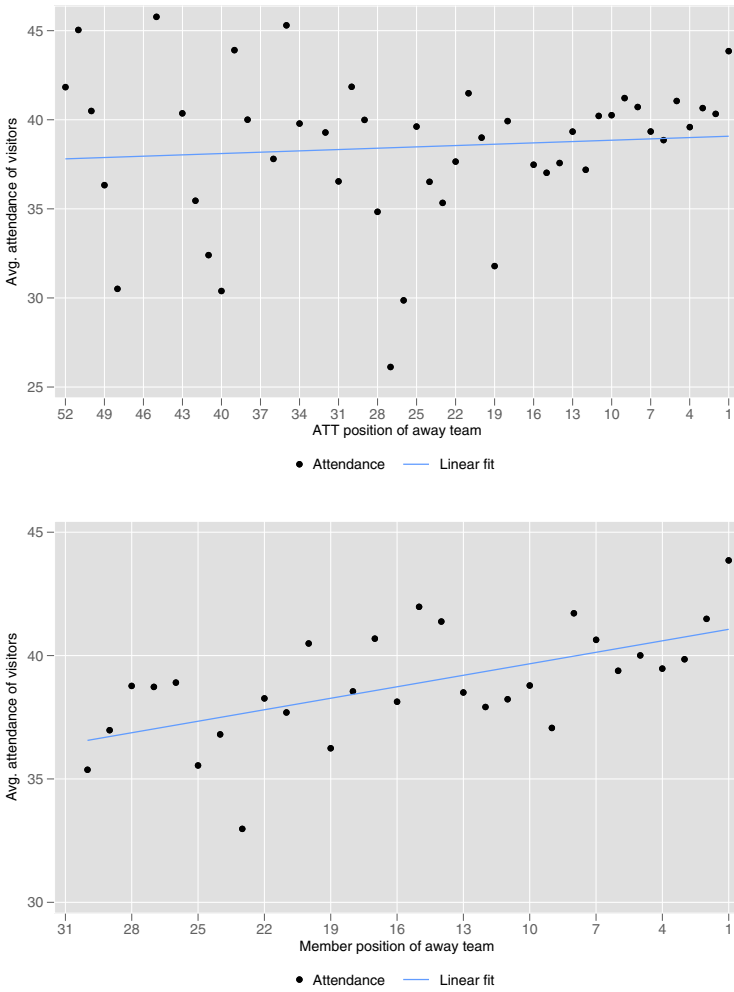 Avg. attendance of visitors
45
40
35
30
25
52 49 46 43 40 37 34 31 28 25 22 19 16 13 10 7 4 1
ATT position of away team
Attendance Linear fit
Avg. attendance of visitors
45
40
35
30
31 28 25 22 19 16 13 10 7 4 1
Member position of away team
Attendance Linear fit